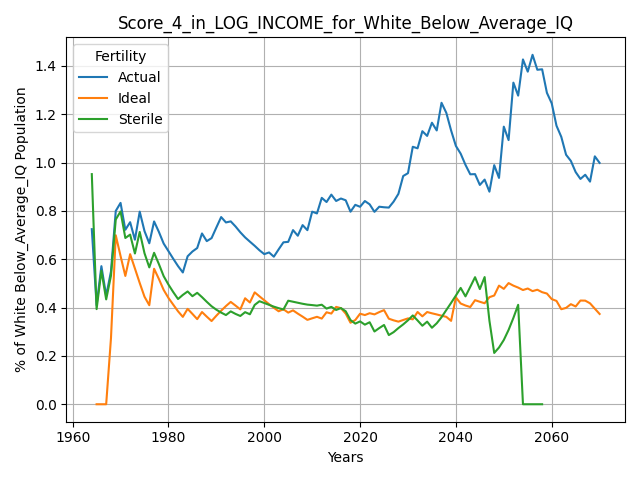 Score_4_in_LOG_INCOME_for_White_Below_Average_IQ
Fertility
Actual
Ideal
Sterile
% of White Below_Average_IQ Population
1.4
1.2
1.0
0.8
0.6
0.4
0.2
0.0
1960 1980 2000 2020 2040 2060
Years